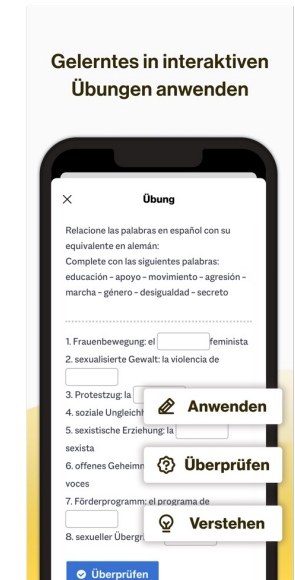 Gelerntes in interaktiven
Übungen anwenden
Übung
Relacione las palabras en español con su
equivalente en alemán:
Complete con las siguientes palabras:
educación – apoyo – movimiento – agresión –
marcha – género – desigualdad – secreto
1. Frauenbewegung: el feminista
2. sexualisierte Gewalt: la violencia de
3. Protestzug: la
4. soziale
5. sexistische Erziehung: la
sexista
6. offenes
voces
7. Förderprogramm: el programa de
8. sexueller
Anwenden
Überprüfen
Verstehen
Überprüfen